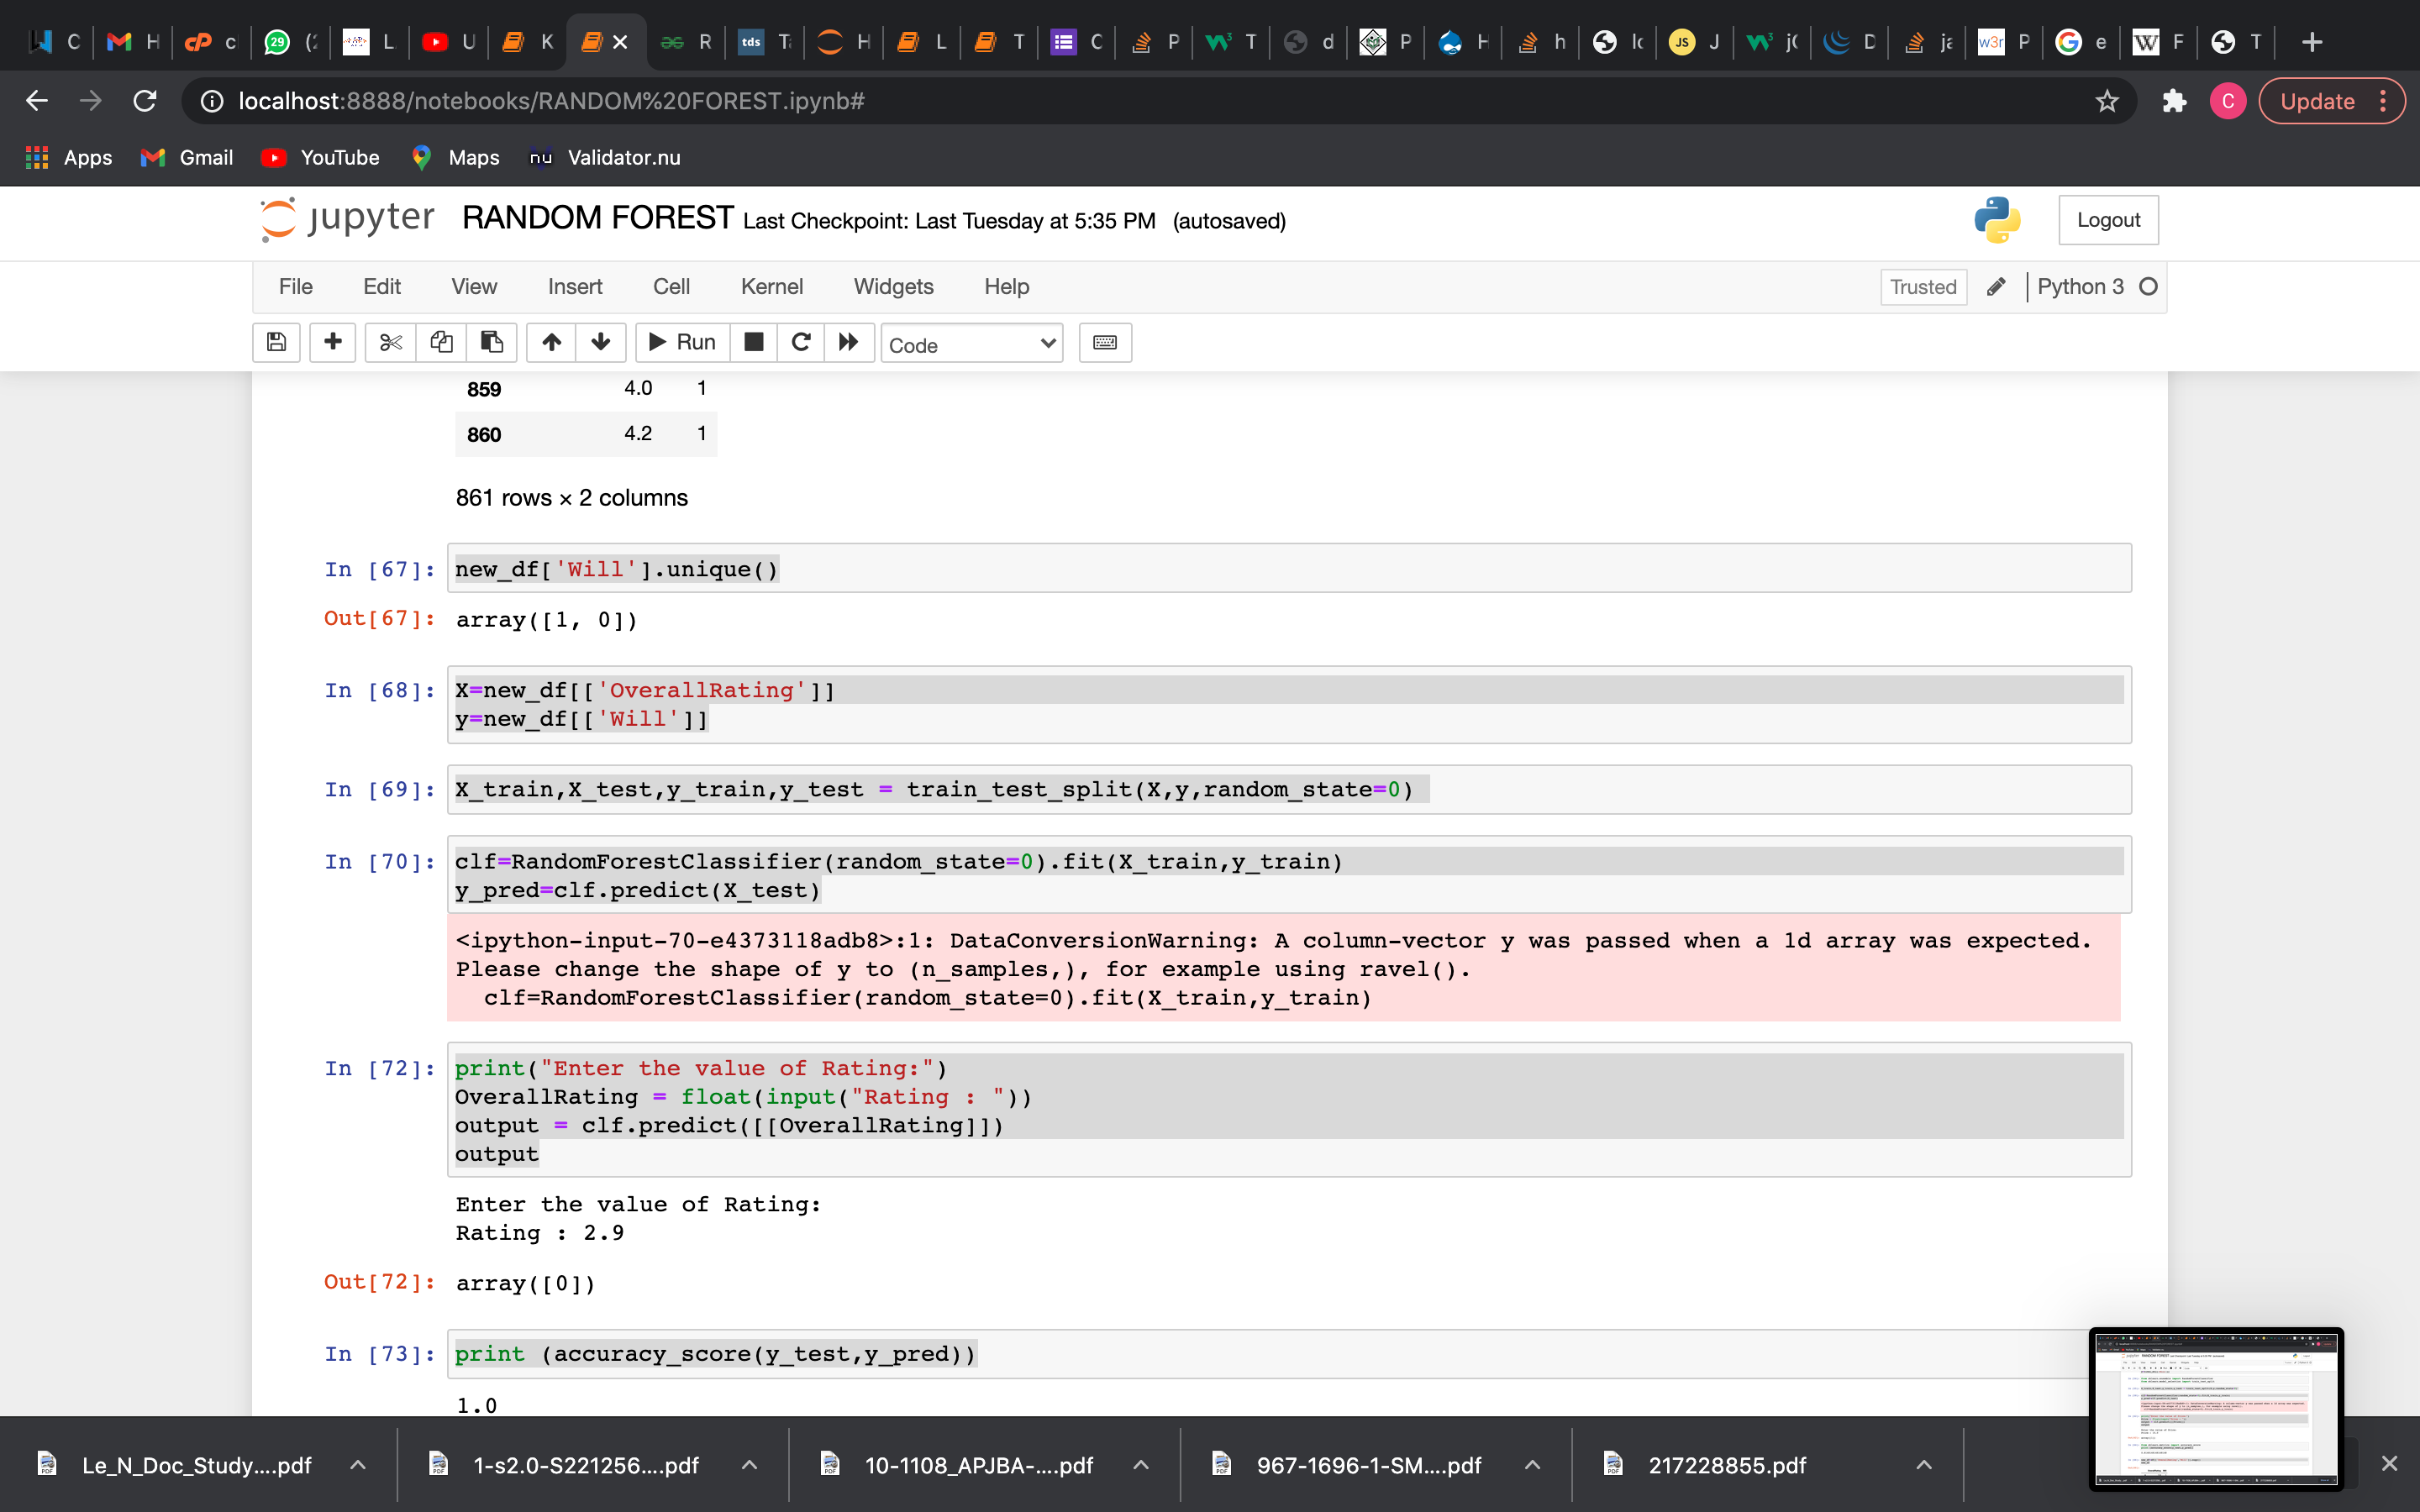 C H c (2 L U K R T H L T C P T d P H h Ic J j( D ja P e F T
29 tds JS w3r W
localhost:8888/notebooks/RANDOM%20FOREST.ipynb#
C Update
Apps Gmail YouTube Maps nu Validator.nu
jupyter RANDOM FOREST Last Checkpoint: Last Tuesday at 5:35 PM (autosaved) Logout
File Edit View Insert Cell Kernel Widgets Help Trusted Python 3
Run Code
859 4.0 1
860 4.2 1
861 rows × 2 columns
In [67]: new_df['Will'].unique()
Out[67]: array([1, 0])
In [68]: X=new_df[['OverallRating']]
y=new_df[['Will']]
In [69]: X_train,X_test,y_train,y_test = train_test_split(X,y,random_state=0)
In [70]: clf=RandomForestClassifier(random_state=0).fit(X_train,y_train)
y_pred=clf.predict(X_test)
<ipython-input-70-e4373118adb8>:1: DataConversionWarning: A column-vector y was passed when a 1d array was expected.
Please change the shape of y to (n_samples,), for example using ravel().
clf=RandomForestClassifier(random_state=0).fit(X_train,y_train)
In [72]: print("Enter the value of Rating:")
OverallRating = float(input("Rating : "))
output = clf.predict([[OverallRating]])
output
Enter the value of Rating:
Rating : 2.9
Out[72]: array([0])
In [73]: print (accuracy_score(y_test,y_pred))
1.0
Le_N_Doc_Study....pdf 1-s2.0-S221256....pdf 10-1108_APJBA-....pdf 967-1696-1-SM....pdf 217228855.pdf